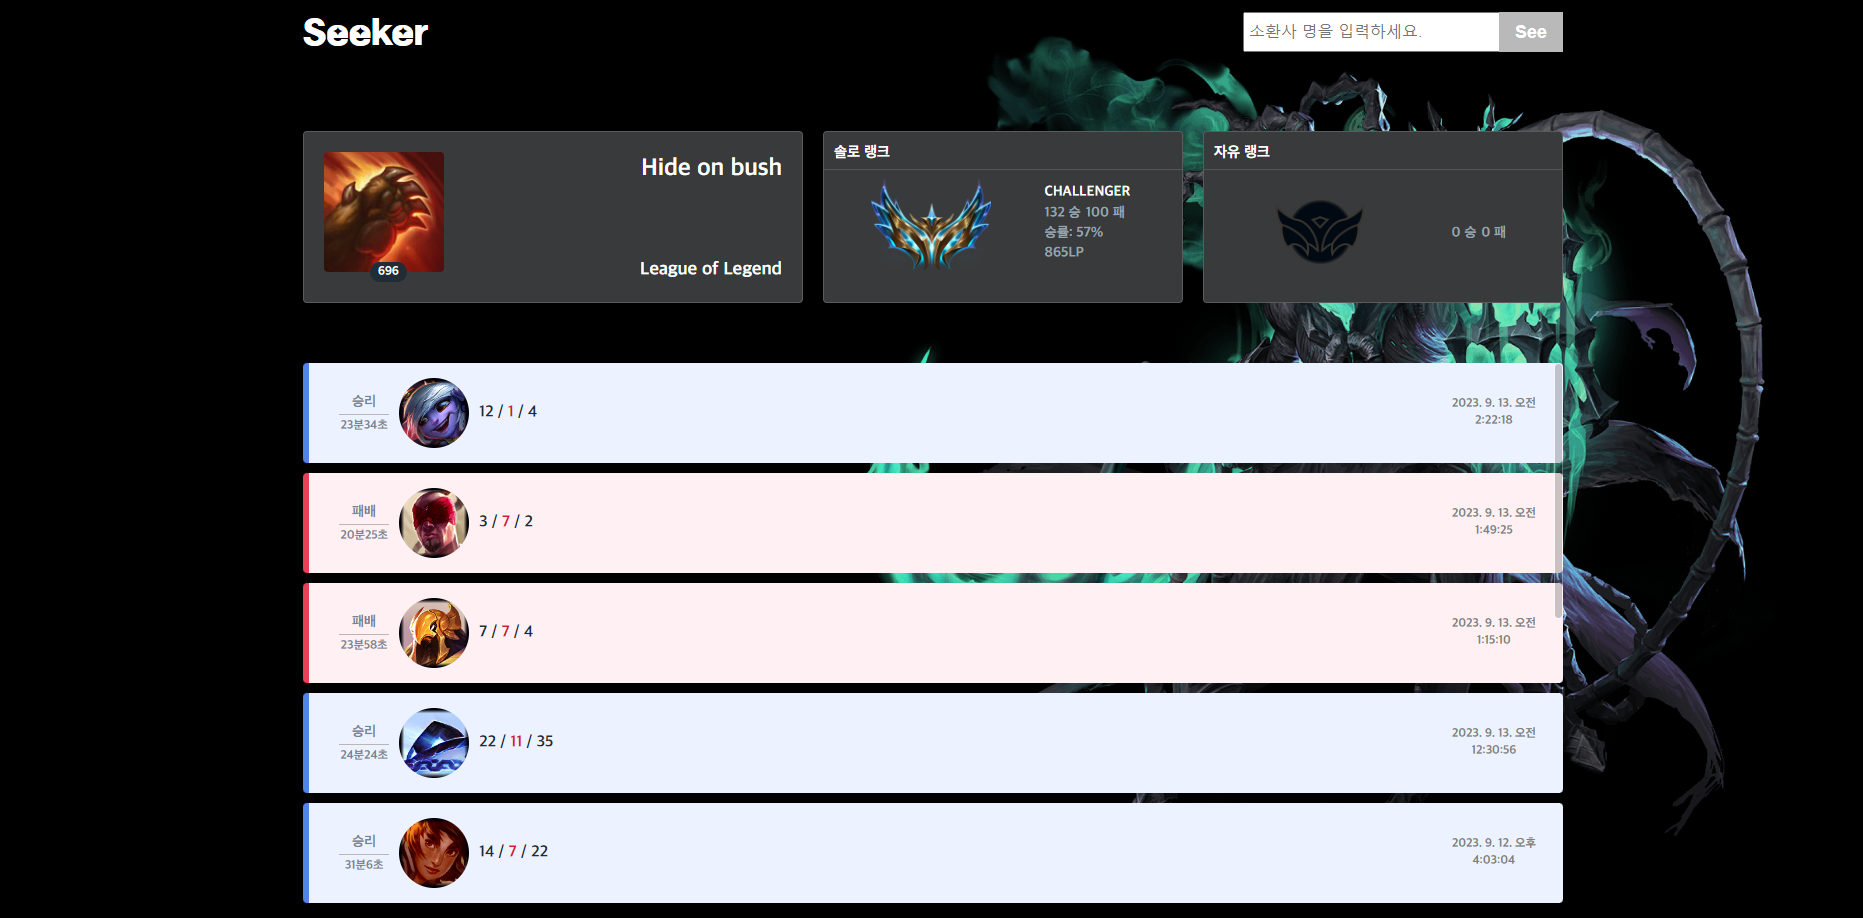 Seeker
소환사 명을 입력하세요.
See
Hide on bush
696
League of Legend
솔로 랭크
CHALLENGER
132 승 100 패
승률: 57%
865LP
자유 랭크
0 승 0 패
승리
23분34초
12 / 1 / 4
2023. 9. 13. 오전
2:22:18
패배
20분25초
3 / 7 / 2
2023. 9. 13. 오전
1:49:25
패배
23분58초
7 / 7 / 4
2023. 9. 13. 오전
1:15:10
승리
24분24초
22 / 11 / 35
2023. 9. 13. 오전
12:30:56
승리
31분6초
14 / 7 / 22
2023. 9. 12. 오후
4:03:04